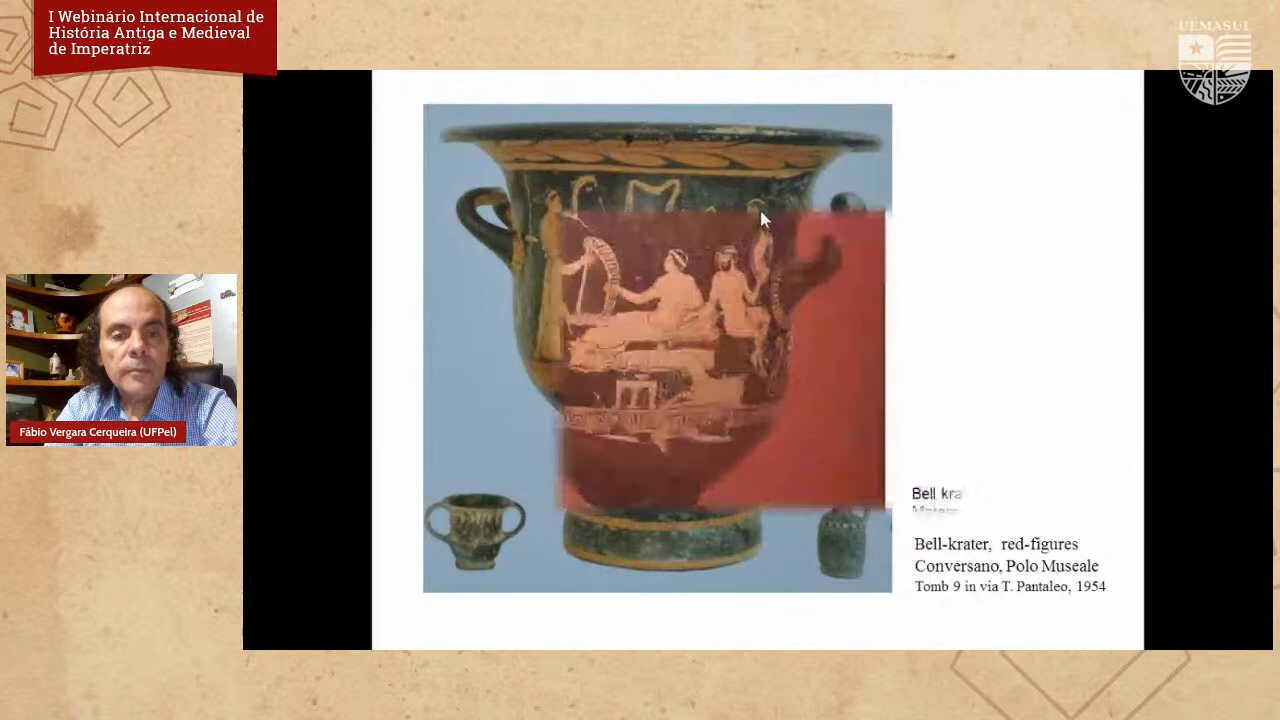 I Webinário Internacional de
História Antiga e Medieval
de Imperatriz
UEMASUL
Fábio Vergara Cerqueira (UFPel)
Bell
Bell-krater, red-figures
Conversano, Polo Museale
Tomb 9 in via T. Pantaleo, 1954